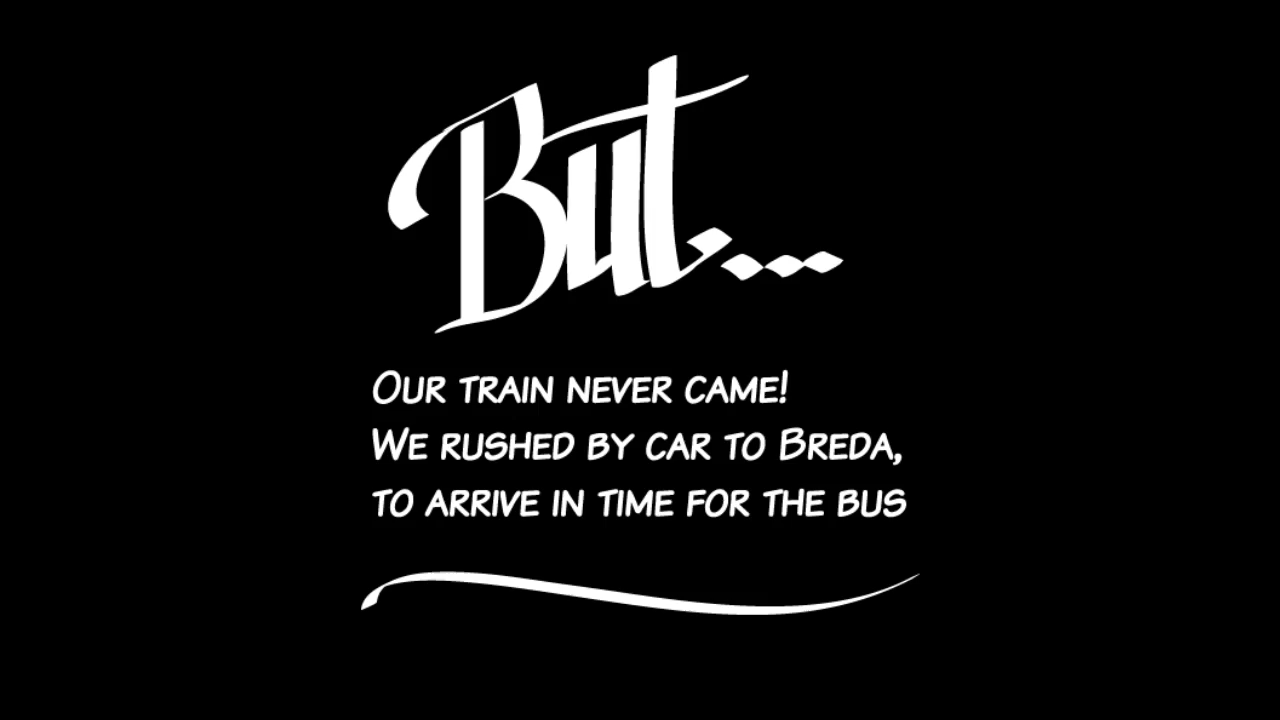 But...
Our train never came!
We rushed by car to Breda,
to arrive in time for the bus